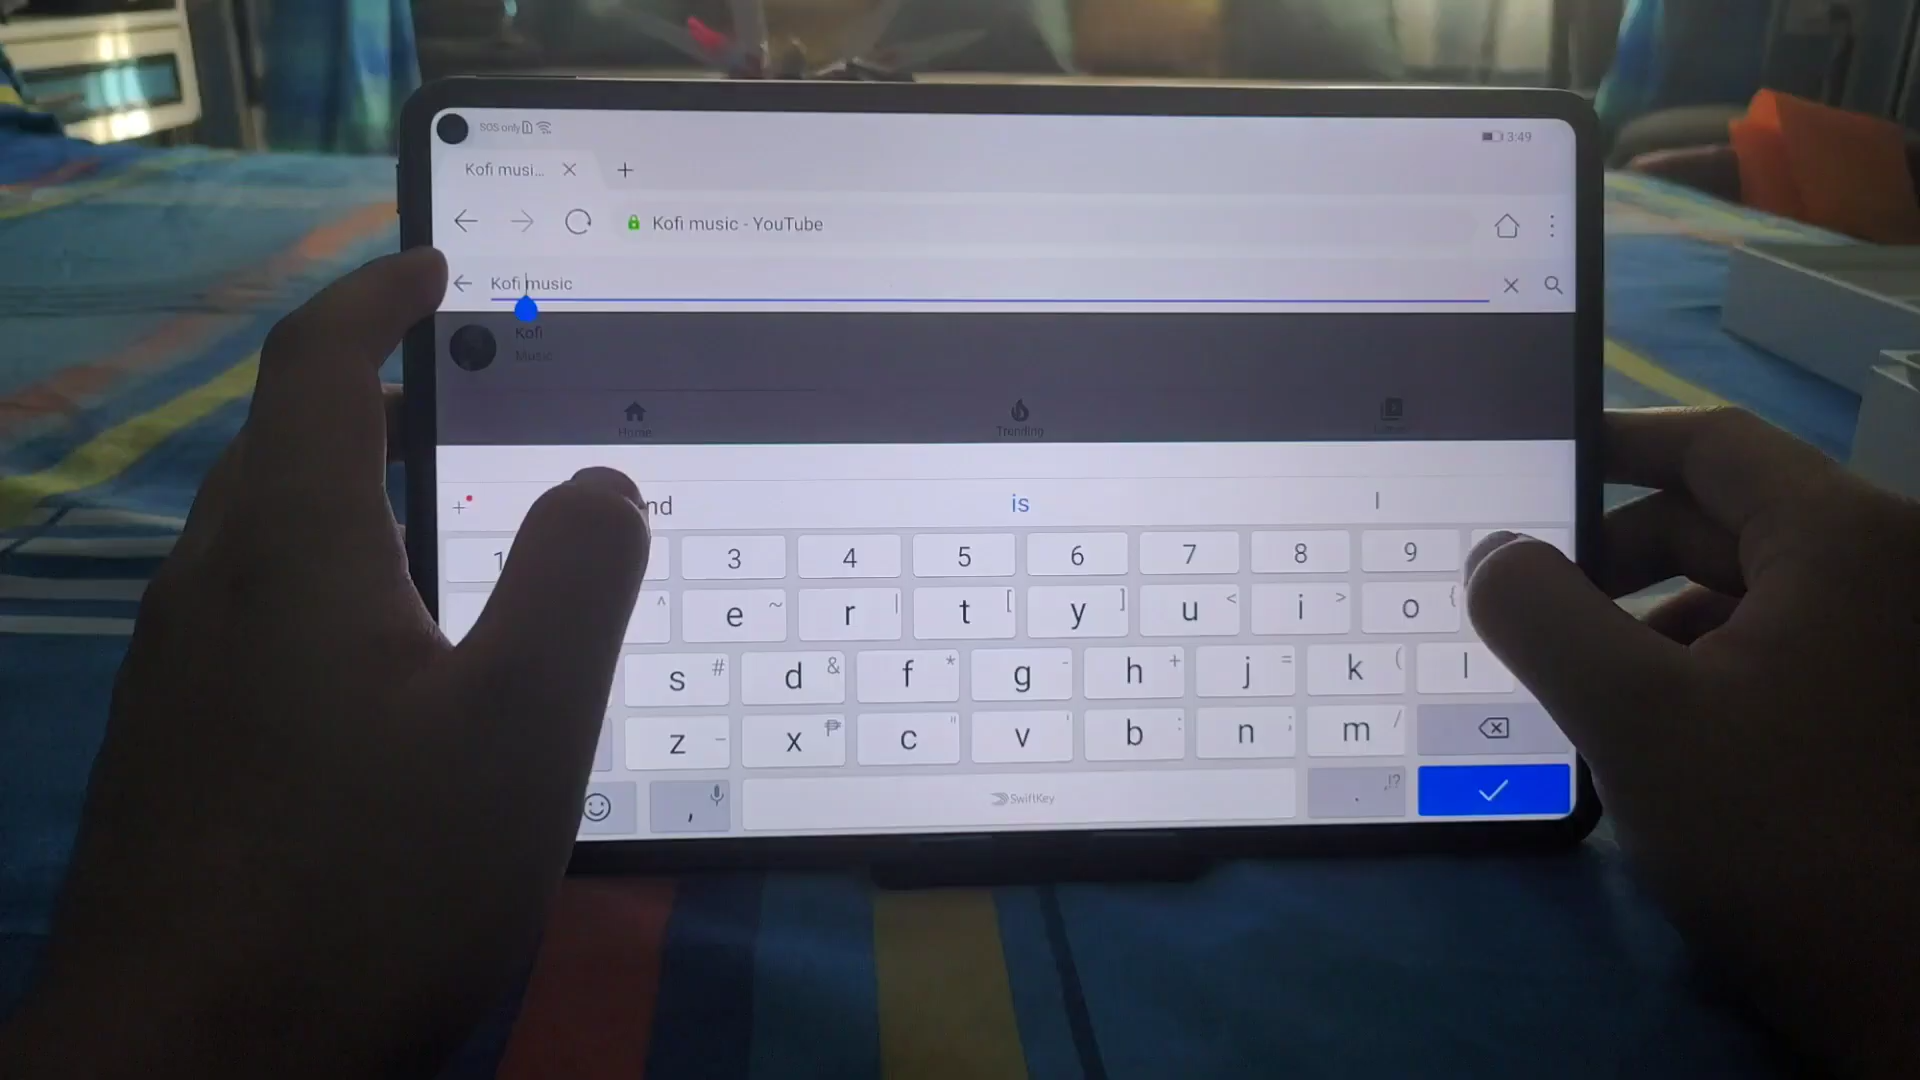 SOS only
3:49
Kofi musi...
Kofi music - YouTube
Kofi music
Kofi
Music
Home
Trending
nd is I
1 3 4 5 6 7 8 9
^ e ~ r | t [ y ] u < i > o {
s # d & f * g - h + j = k ( l
z _ x ₱ c " v ' b : n ; m /
, SwiftKey . ,!?